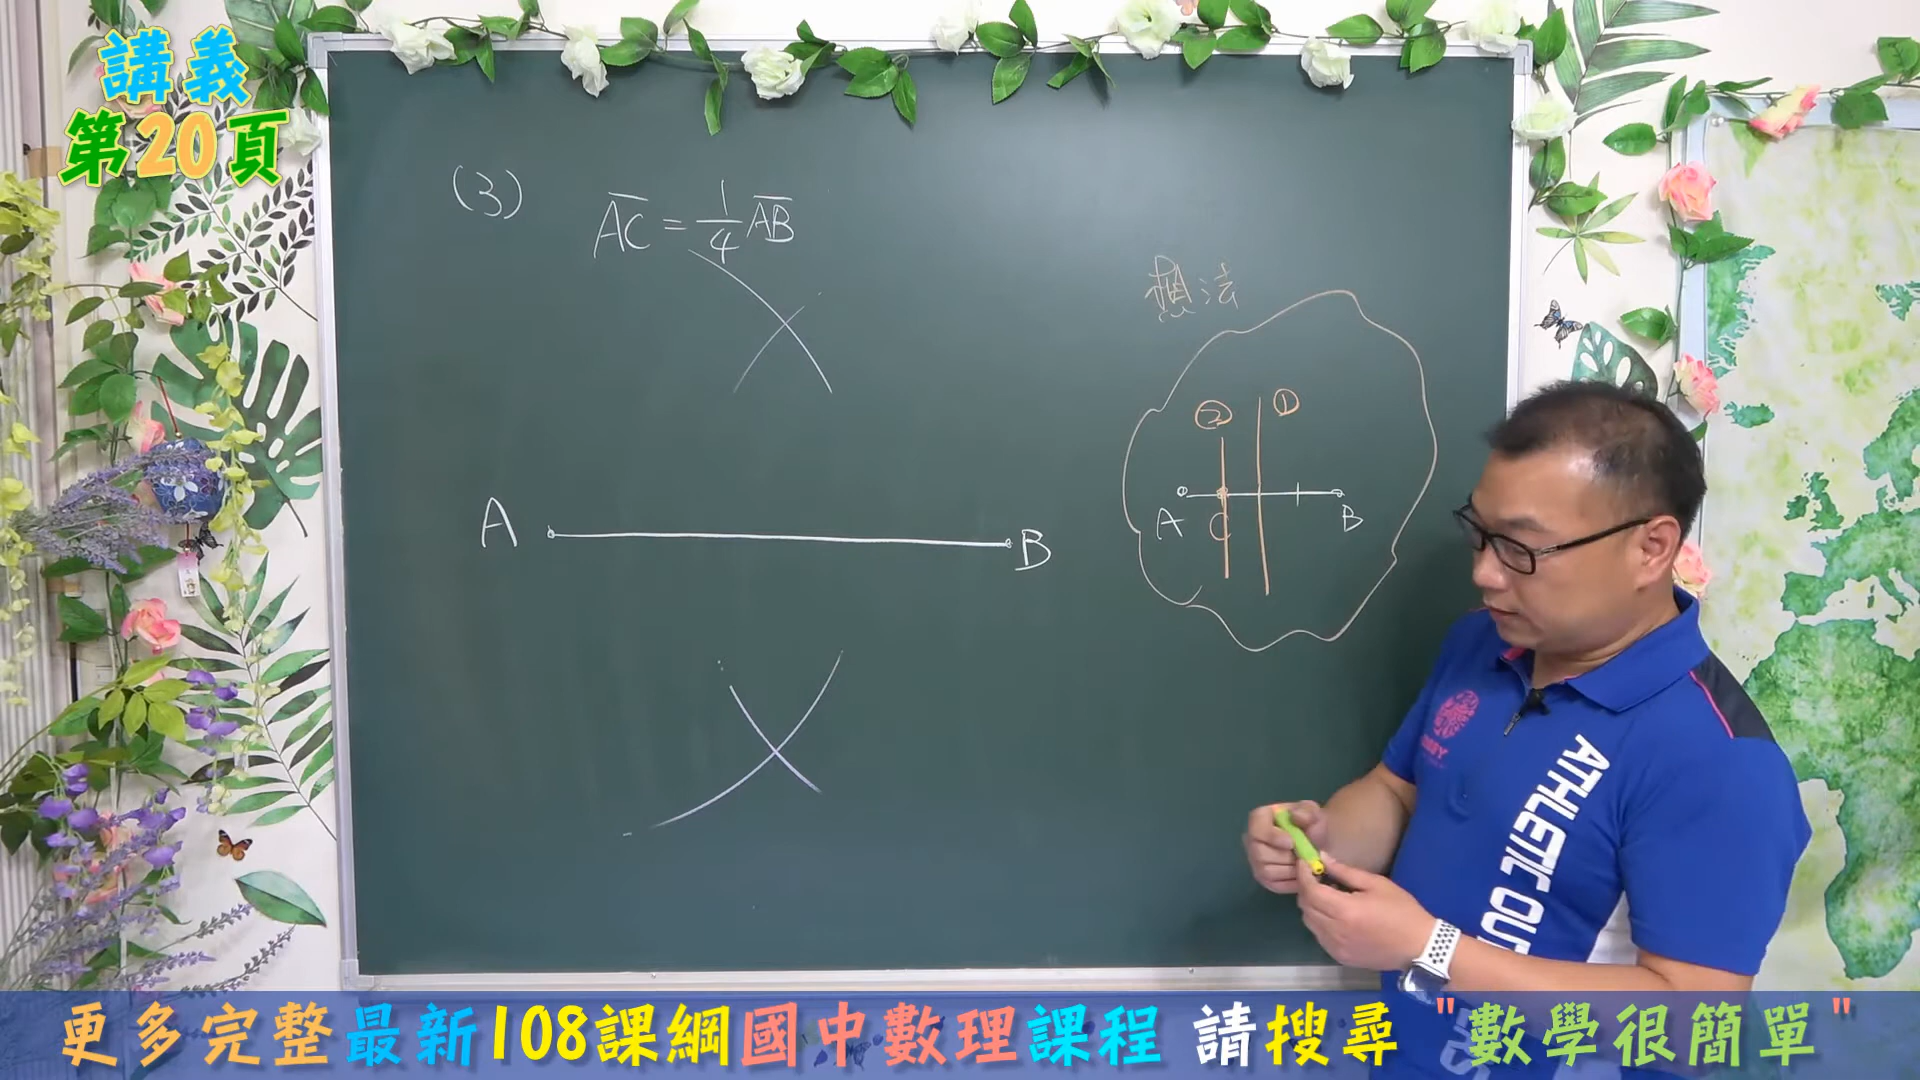 講義
第20頁
(3) AC = 1/4 AB
想法
② ①
A C B
A B
ATHLETIC OU
更多完整最新108課綱國中數理課程 請搜尋 "數學很簡單"